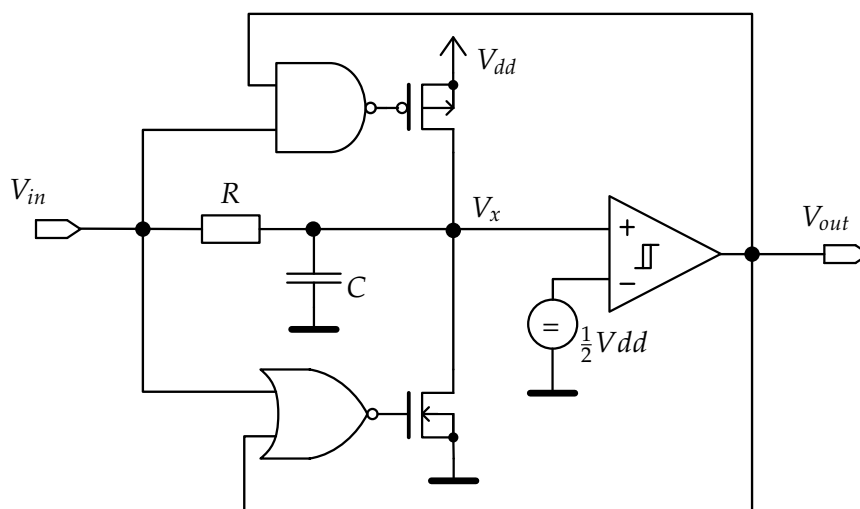 V_dd
V_in
R
V_x
V_out
+
−
C
=
½Vdd